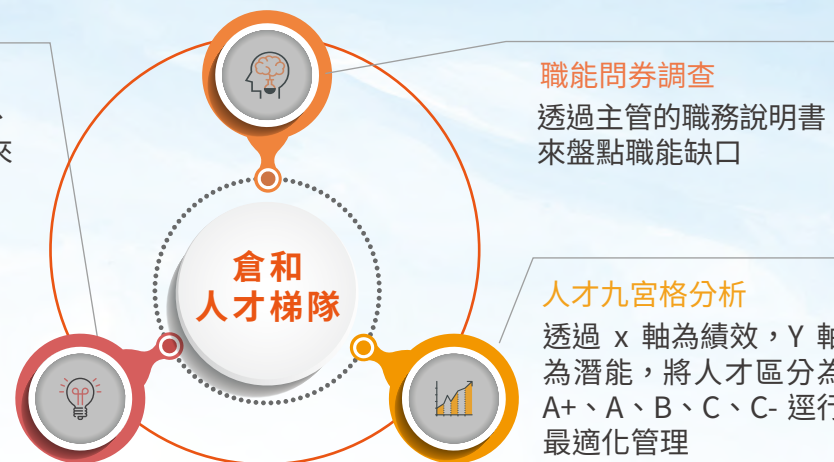 職能問券調查
透過主管的職務說明書
來盤點職能缺口
倉和
人才梯隊
人才九宮格分析
透過 x 軸為績效，Y 軸
為潛能，將人才區分為
A+、A、B、C、C- 逕行
最適化管理